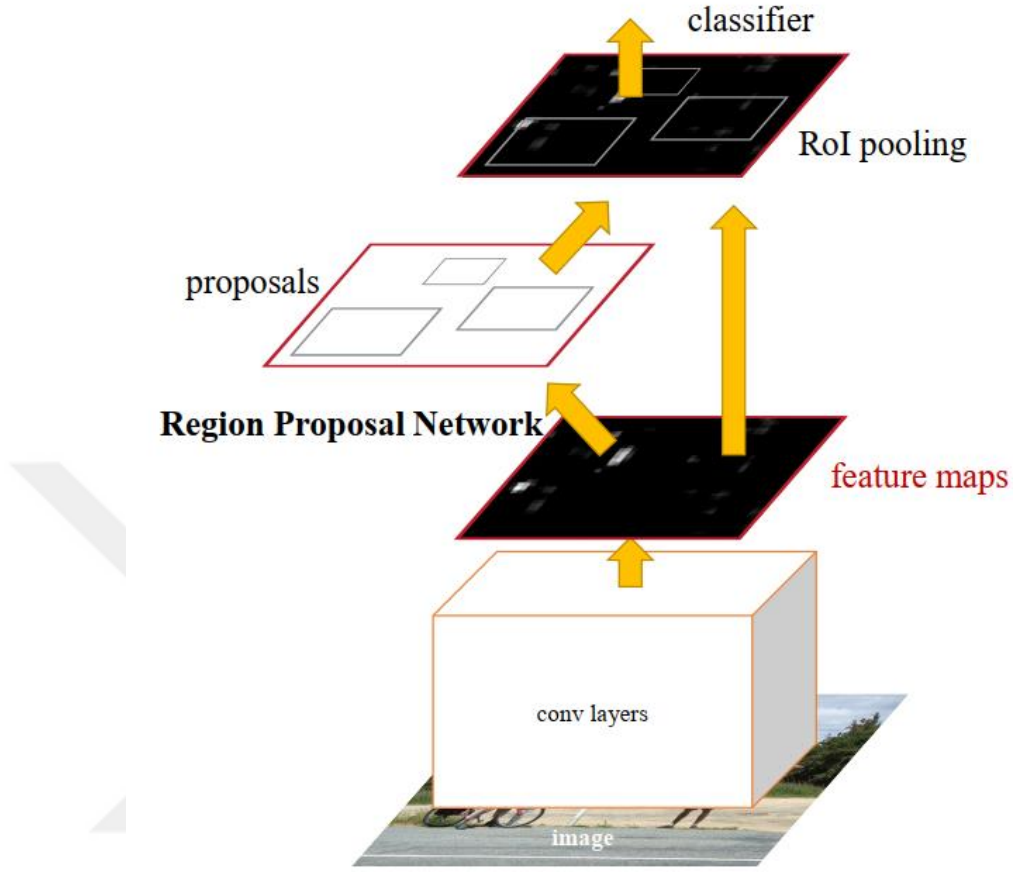 classifier
RoI pooling
proposals
Region Proposal Network
feature maps
conv layers
image